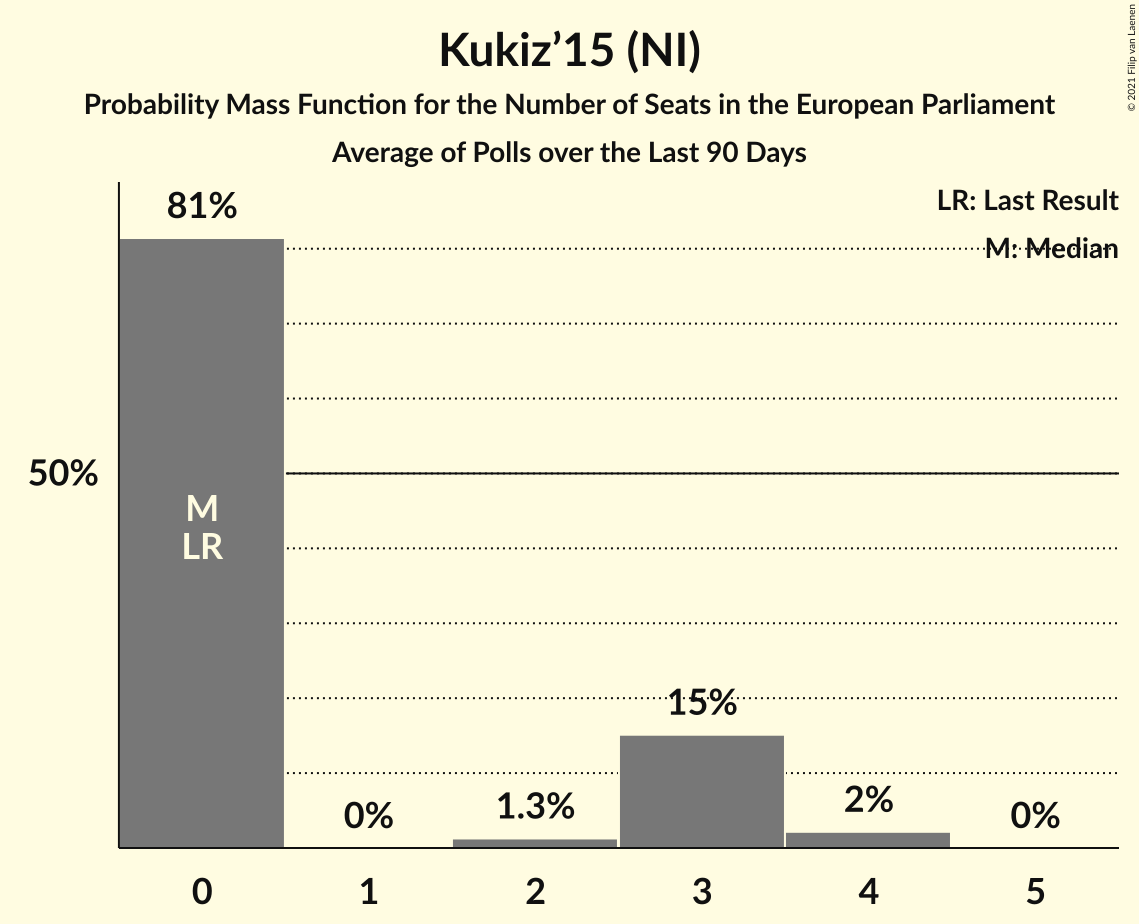 Kukiz’15 (NI)
Probability Mass Function for the Number of Seats in the European Parliament
Average of Polls over the Last 90 Days
© 2021 Filip van Laenen
LR: Last Result
M: Median
81%
50%
M
LR
0%
1.3%
15%
2%
0%
0 1 2 3 4 5